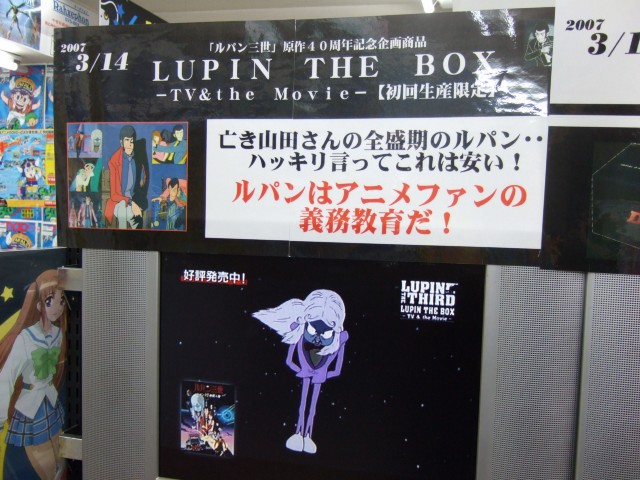 2007
3/14
「ルパン三世」原作４０周年記念企画商品
LUPIN THE BOX
－TV&the Movie－【初回生産限定】
亡き山田さんの全盛期のルパン‥
ハッキリ言ってこれは安い！
ルパンはアニメファンの
義務教育だ！
2007
3/1
好評発売中！
LUPIN
THE THIRD
LUPIN THE BOX
- TV & the Movie -